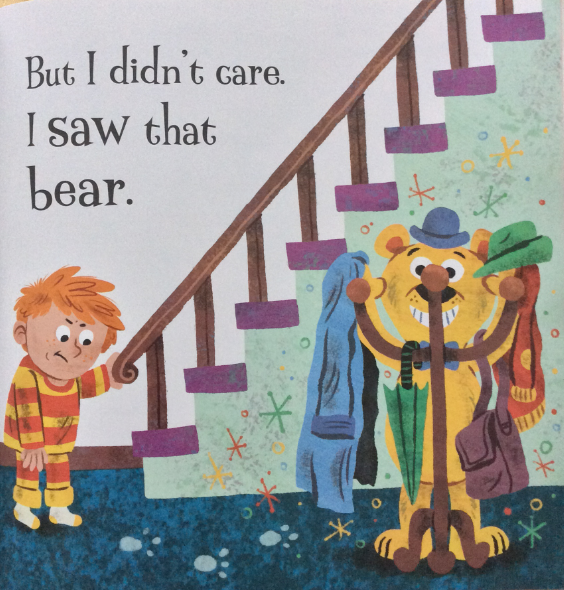 But I didn't care.
I saw that
bear.